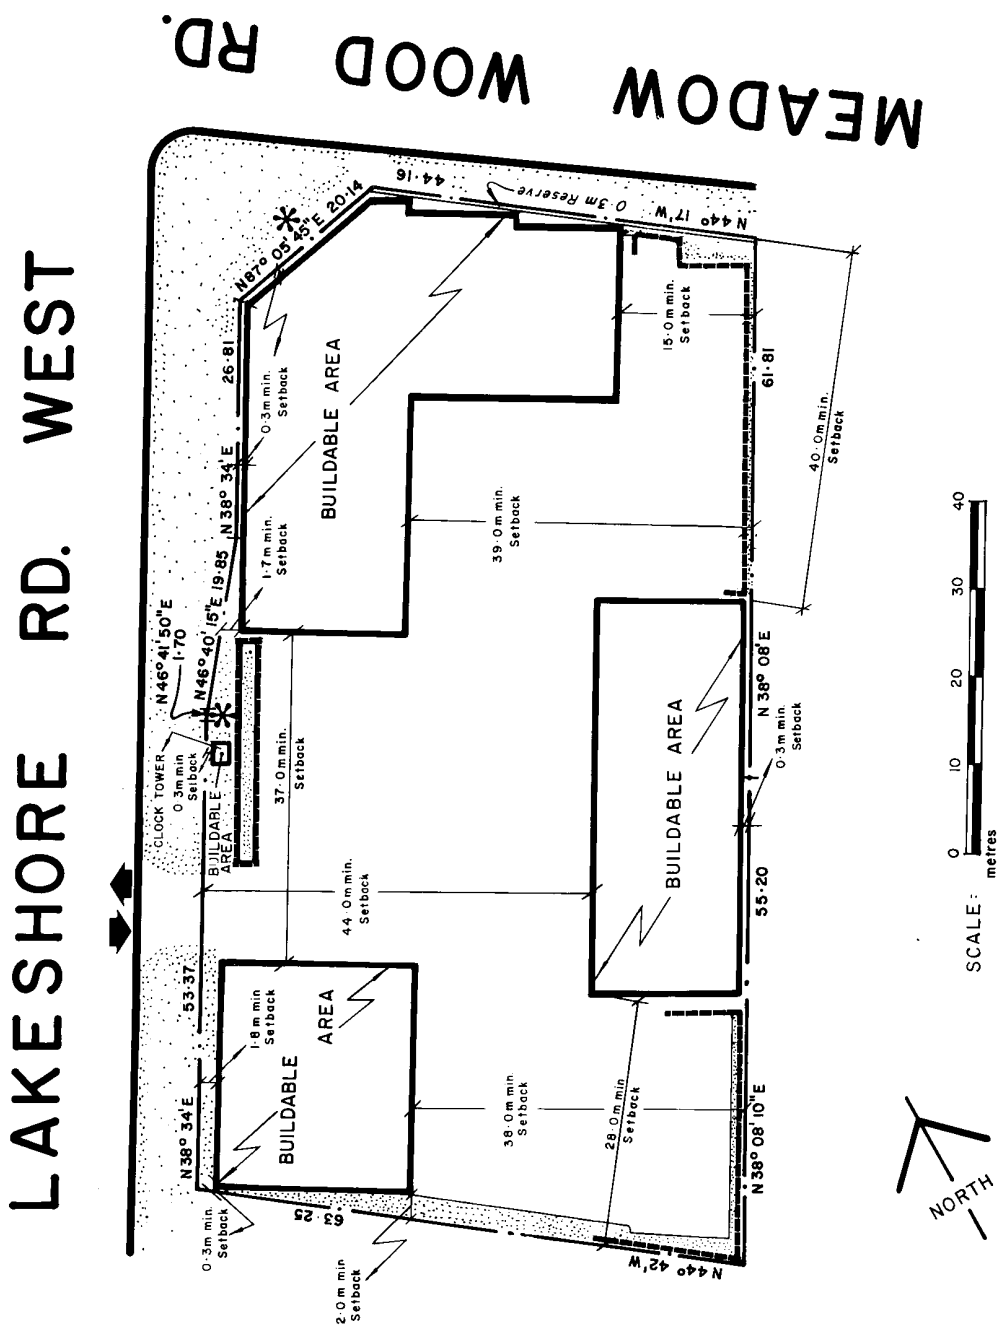 LAKESHORE RD. WEST
MEADOW WOOD RD.
N87° 05' 45"E 20·14
44·16
0·3m Reserve
N 44° 17' W
26·81
N 38° 34' E
0·3m min.
Setback
1·7m min.
Setback
BUILDABLE AREA
15·0m min.
Setback
61·81
40·0m min.
Setback
39·0m min.
Setback
19·85
N46°40' 15"E
N46°41'50"E
1·70
CLOCK TOWER
0·3m min
Setback
BUILDABLE
AREA
37·0m min.
Setback
44·0m min.
Setback
BUILDABLE AREA
N 38° 08'E
0·3m min.
Setback
55·20
53·37
N38° 34'E
1·8m min
Setback
BUILDABLE
AREA
38·0m min.
Setback
28·0m min
Setback
N 38° 08' 10"E
0·3m min.
Setback
63·25
2·0m min
Setback
N 44° 42' W
SCALE:
0 10 20 30 40
metres
NORTH